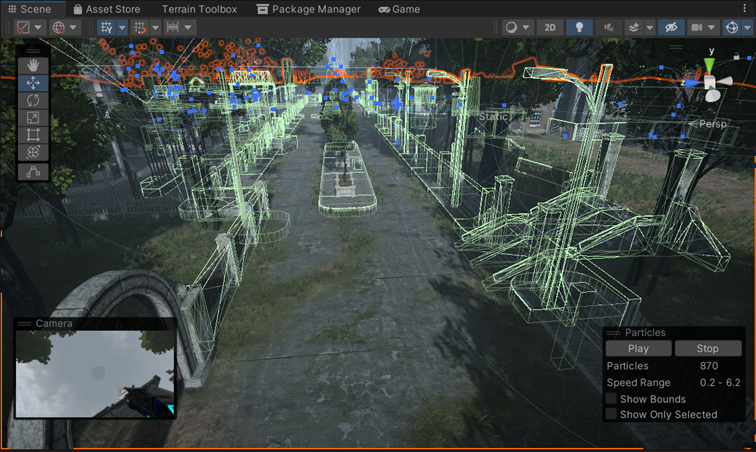 Scene Asset Store Terrain Toolbox Package Manager Game
2D
y
Static
Persp
Camera
Particles
Play Stop
Particles 870
Speed Range 0.2 - 6.2
Show Bounds
Show Only Selected